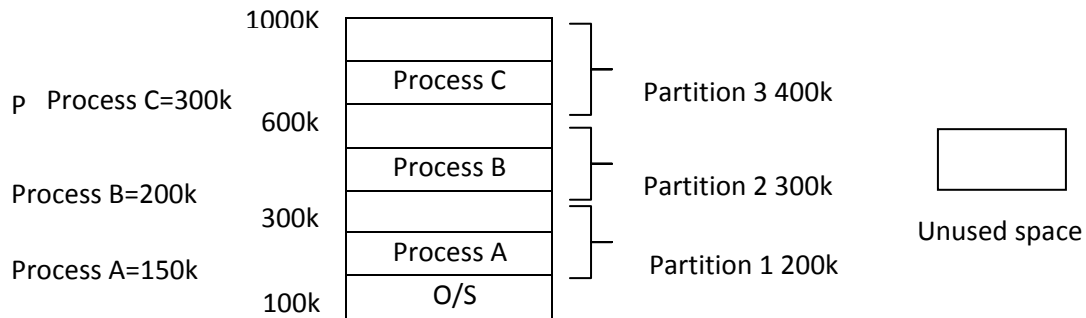 1000K
Process C
Partition 3 400k
P Process C=300k
600k
Process B
Partition 2 300k
Process B=200k
300k
Unused space
Process A
Partition 1 200k
Process A=150k
O/S
100k